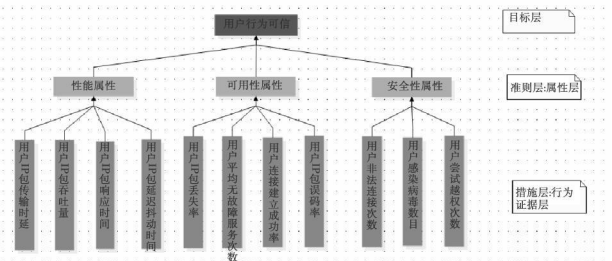 用户行为可信
目标层
性能属性
可用性属性
安全性属性
准则层:属性层
用户IP包传输时延
用户IP包吞吐量
用户IP包响应时间
用户IP包延迟抖动时间
用户IP包丢失率
用户平均无故障服务次数
用户连接建立成功率
用户IP包误码率
用户非法连接次数
用户感染病毒数目
用户尝试越权次数
措施层:行为
证据层